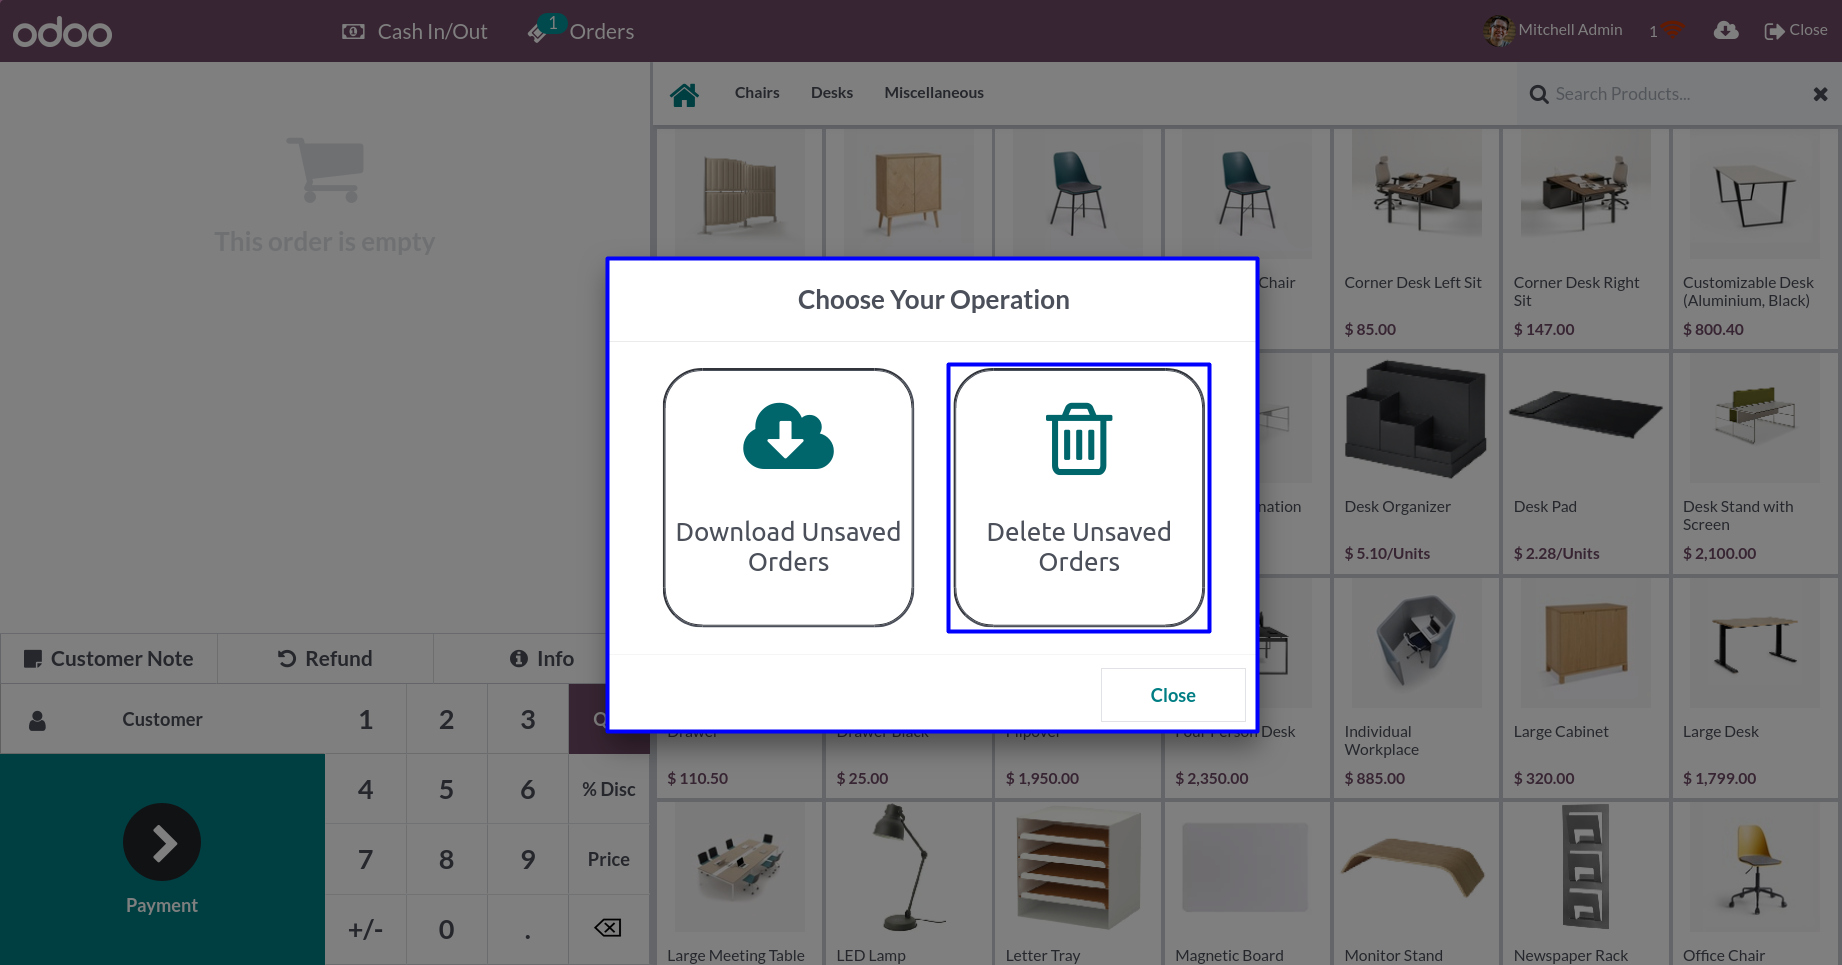 odoo
Cash In/Out
1
Orders
Mitchell Admin
1
Close
This order is empty
Chairs
Desks
Miscellaneous
Search Products...
Chair
Corner Desk Left Sit
$ 85.00
Corner Desk Right
Sit
$ 147.00
Customizable Desk
(Aluminium, Black)
$ 800.40
Choose Your Operation
Download Unsaved
Orders
Delete Unsaved
Orders
Close
nation
Desk Organizer
$ 5.10/Units
Desk Pad
$ 2.28/Units
Desk Stand with
Screen
$ 2,100.00
Drawer
$ 110.50
Drawer Black
$ 25.00
Flipover
$ 1,950.00
Four Person Desk
$ 2,350.00
Individual
Workplace
$ 885.00
Large Cabinet
$ 320.00
Large Desk
$ 1,799.00
Large Meeting Table
LED Lamp
Letter Tray
Magnetic Board
Monitor Stand
Newspaper Rack
Office Chair
Customer Note
Refund
Info
Customer
1
2
3
Q
4
5
6
% Disc
7
8
9
Price
+/-
0
.
Payment